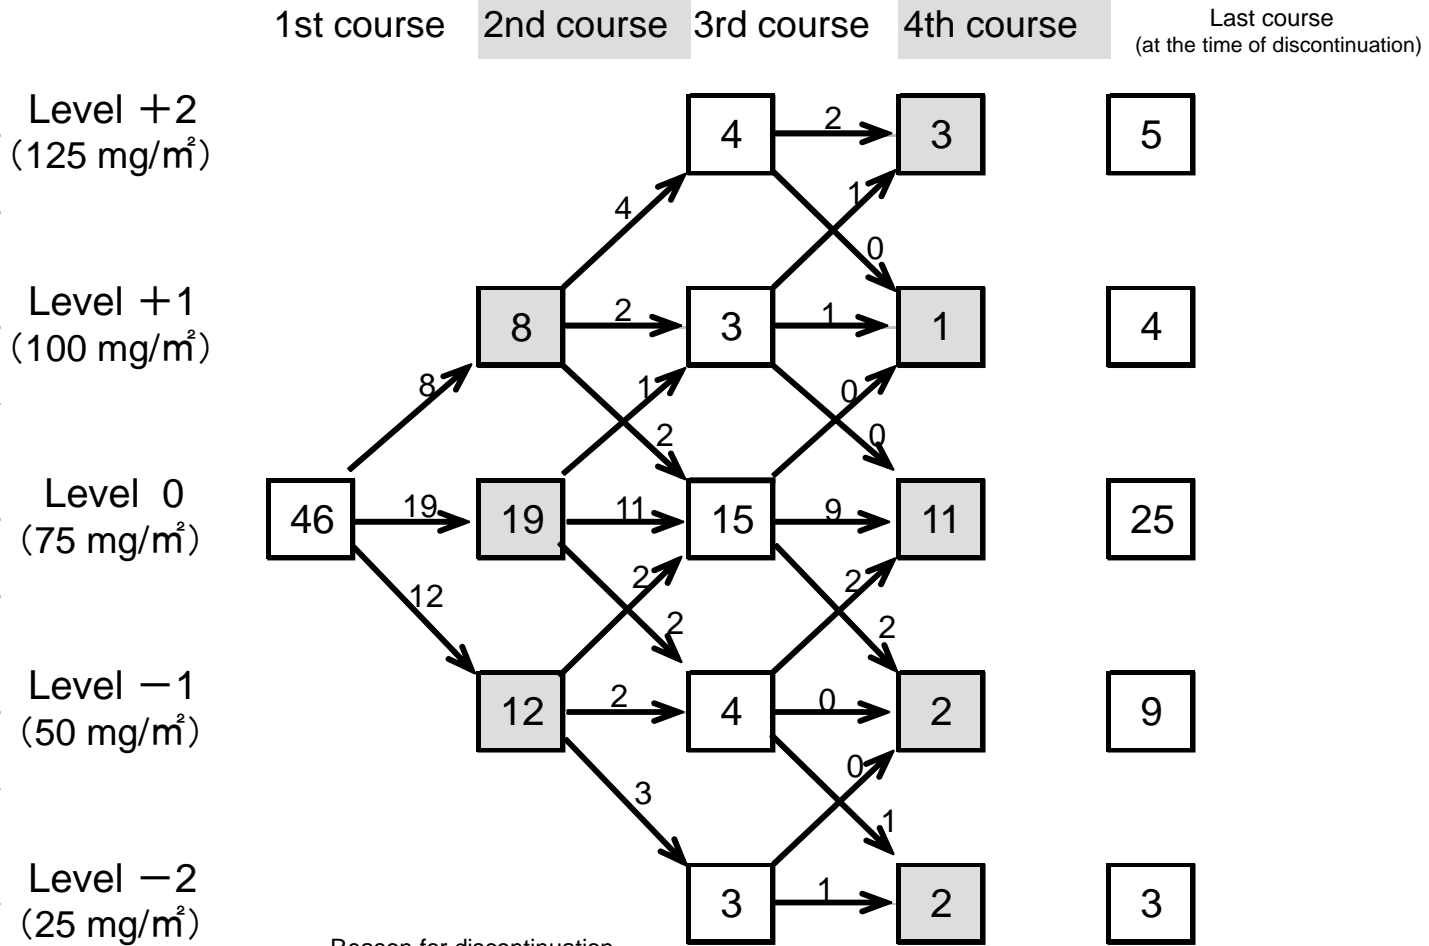 1st course 2nd course 3rd course 4th course Last course
(at the time of discontinuation)
Level +2
(125 mg/㎡)
4 2 3 5
1
4
0
Level +1
(100 mg/㎡)
8 2 3 1 1 4
8 1 0
2 0
Level 0
(75 mg/㎡)
46 19 19 11 15 9 11 25
12 2 2
2 2
Level -1
(50 mg/㎡)
12 2 4 0 2 9
3 0
1
Level -2
(25 mg/㎡)
3 1 2 3
Reason for discontinuation